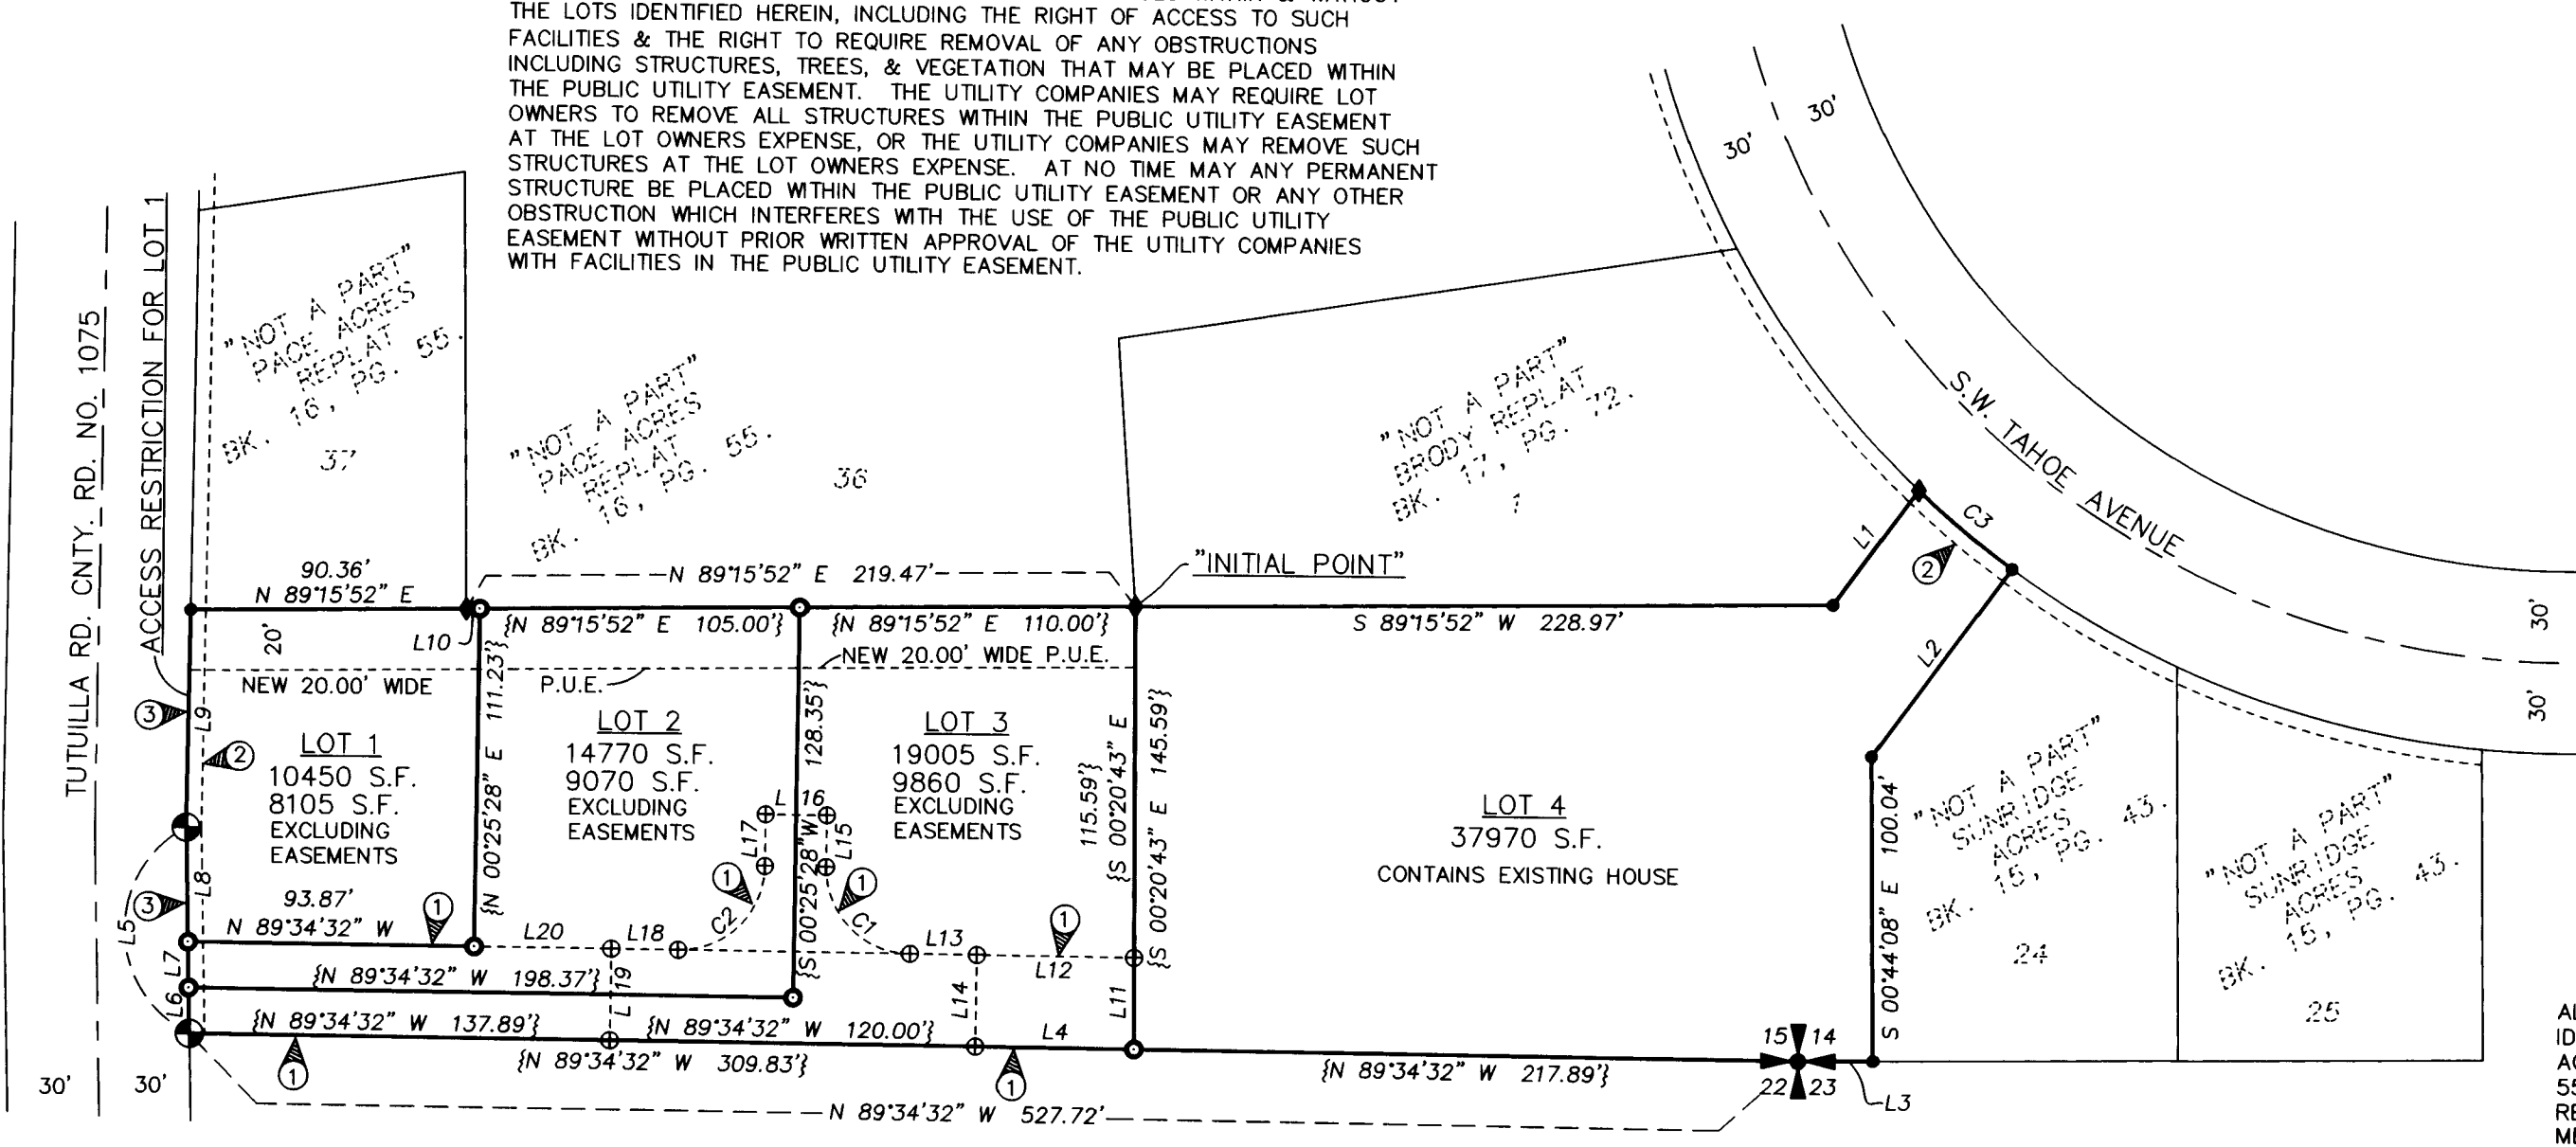 THE LOTS IDENTIFIED HEREIN, INCLUDING THE RIGHT OF ACCESS TO SUCH
FACILITIES & THE RIGHT TO REQUIRE REMOVAL OF ANY OBSTRUCTIONS
INCLUDING STRUCTURES, TREES, & VEGETATION THAT MAY BE PLACED WITHIN
THE PUBLIC UTILITY EASEMENT. THE UTILITY COMPANIES MAY REQUIRE LOT
OWNERS TO REMOVE ALL STRUCTURES WITHIN THE PUBLIC UTILITY EASEMENT
AT THE LOT OWNERS EXPENSE, OR THE UTILITY COMPANIES MAY REMOVE SUCH
STRUCTURES AT THE LOT OWNERS EXPENSE. AT NO TIME MAY ANY PERMANENT
STRUCTURE BE PLACED WITHIN THE PUBLIC UTILITY EASEMENT OR ANY OTHER
OBSTRUCTION WHICH INTERFERES WITH THE USE OF THE PUBLIC UTILITY
EASEMENT WITHOUT PRIOR WRITTEN APPROVAL OF THE UTILITY COMPANIES
WITH FACILITIES IN THE PUBLIC UTILITY EASEMENT.
30'
30'
S.W. TAHOE AVENUE
30'
30'
TUTUILLA RD. CNTY. RD. NO. 1075
ACCESS RESTRICTION FOR LOT 1
"NOT A PART"
PACE ACRES
REPLAT
BK. 16, PG. 55.
37
"NOT A PART"
PACE ACRES
REPLAT
BK. 16, PG. 55.
36
"NOT A PART"
BRODY REPLAT
BK. 17, PG. 72.
1
"INITIAL POINT"
L1
C3
2
L2
90.36'
N 89°15'52" E
N 89°15'52" E 219.47'
{N 89°15'52" E 105.00'}
{N 89°15'52" E 110.00'}
S 89°15'52" W 228.97'
20'
L10
NEW 20.00' WIDE
P.U.E.
NEW 20.00' WIDE P.U.E.
3
L9
2
LOT 1
10450 S.F.
8105 S.F.
EXCLUDING
EASEMENTS
{N 00°25'28" E 111.23'}
LOT 2
14770 S.F.
9070 S.F.
EXCLUDING
EASEMENTS
{S 00°25'28" W 128.35'}
LOT 3
19005 S.F.
9860 S.F.
EXCLUDING
EASEMENTS
115.59'}
{S 00°20'43" E
{S 00°20'43" E 145.59'}
LOT 4
37970 S.F.
CONTAINS EXISTING HOUSE
S 00°44'08" E 100.04'
"NOT A PART"
SUNRIDGE
ACRES
BK. 15, PG. 43.
24
"NOT A PART"
SUNRIDGE
ACRES
BK. 15, PG. 43.
25
L 16
L17
L15
1
1
C2
C1
L8
3
L5
93.87'
N 89°34'32" W
1
L20
L18
L13
1
L12
L7
L6
{N 89°34'32" W 198.37'}
L 19
L14
L11
{N 89°34'32" W 137.89'}
{N 89°34'32" W 120.00'}
L4
{N 89°34'32" W 309.83'}
1
1
{N 89°34'32" W 217.89'}
15 14
22 23
L3
30'
30'
N 89°34'32" W 527.72'